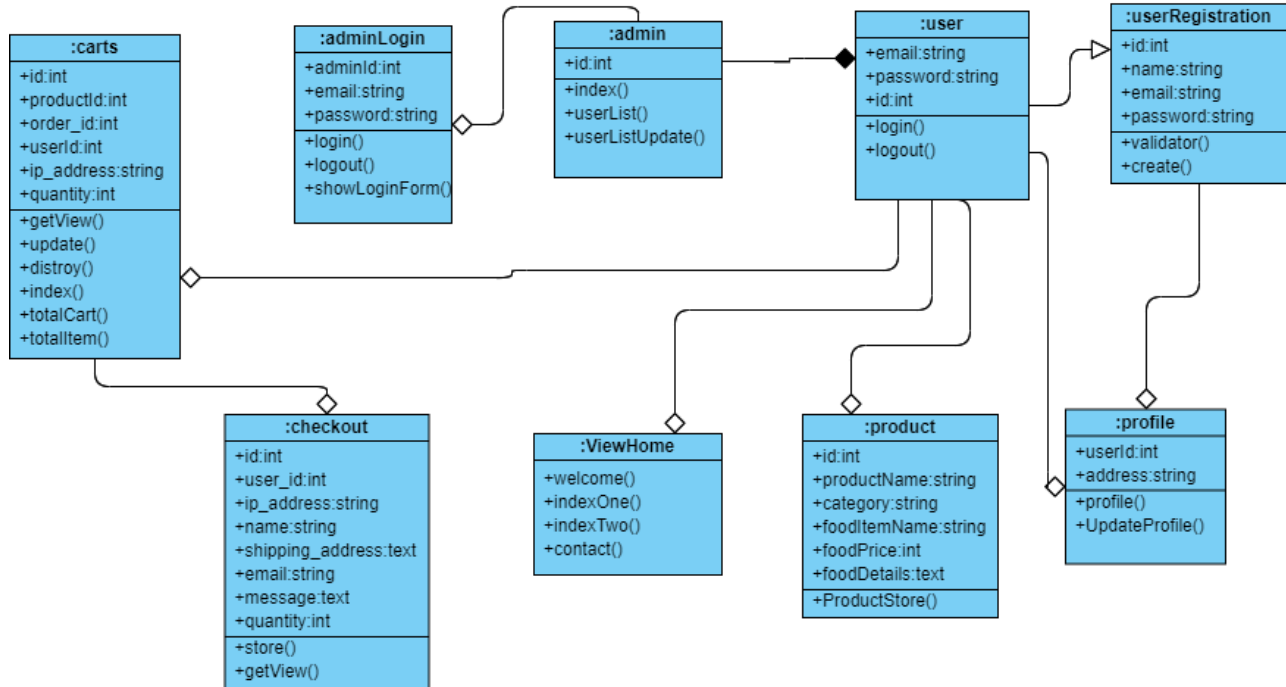 :carts
+id:int
+productId:int
+order_id:int
+userId:int
+ip_address:string
+quantity:int
+getView()
+update()
+distroy()
+index()
+totalCart()
+totalItem()
:adminLogin
+adminId:int
+email:string
+password:string
+login()
+logout()
+showLoginForm()
:admin
+id:int
+index()
+userList()
+userListUpdate()
:user
+email:string
+password:string
+id:int
+login()
+logout()
:userRegistration
+id:int
+name:string
+email:string
+password:string
+validator()
+create()
:checkout
+id:int
+user_id:int
+ip_address:string
+name:string
+shipping_address:text
+email:string
+message:text
+quantity:int
+store()
+getView()
:ViewHome
+welcome()
+indexOne()
+indexTwo()
+contact()
:product
+id:int
+productName:string
+category:string
+foodItemName:string
+foodPrice:int
+foodDetails:text
+ProductStore()
:profile
+userId:int
+address:string
+profile()
+UpdateProfile()